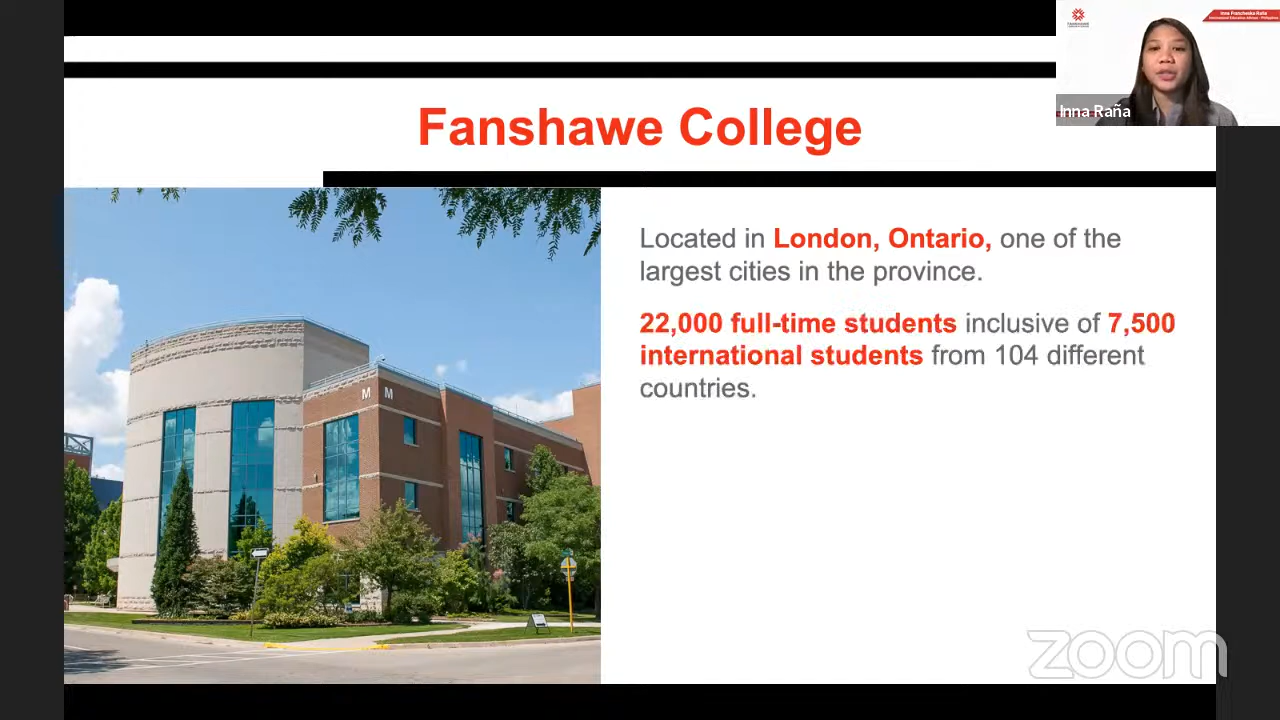 FANSHAWE
Inna Raña
Fanshawe College
Located in London, Ontario, one of the
largest cities in the province.
22,000 full-time students inclusive of 7,500
international students from 104 different
countries.
M M
zoom